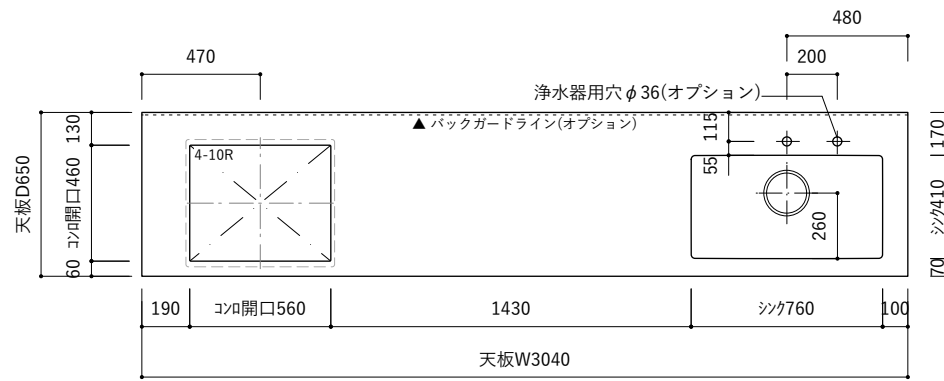 480
470
200
浄水器用穴φ36(オプション)
▲ バックガードライン(オプション)
130
115
170
4-10R
55
天板D650
コンロ開口460
シンク410
260
60
70
190
コンロ開口560
1430
シンク760
100
天板W3040